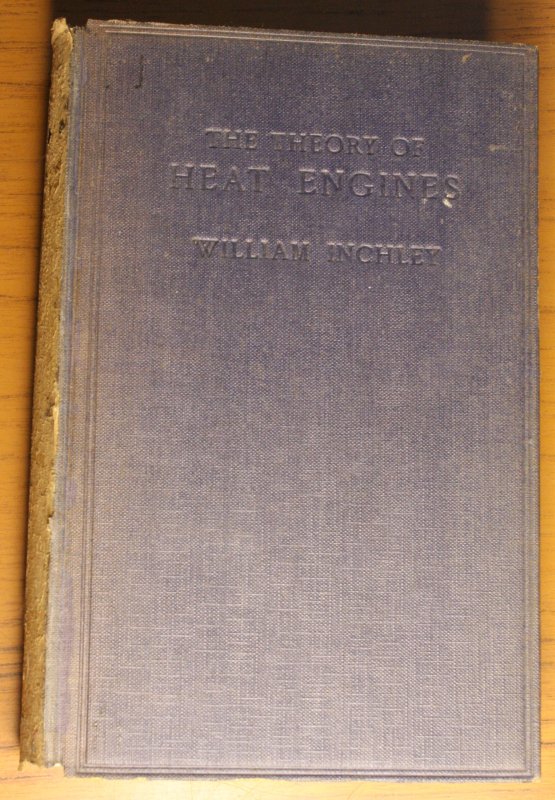 THE THEORY OF
HEAT ENGINES
WILLIAM INCHLEY